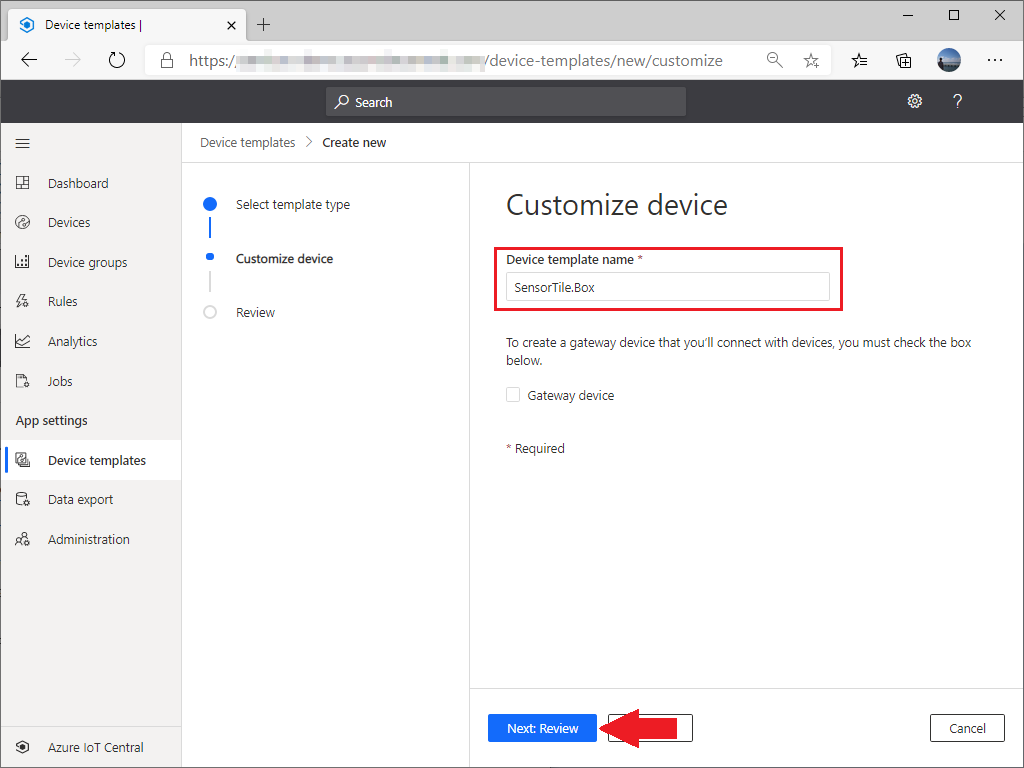 Device templates |
https:/
/device-templates/new/customize
Search
?
Device templates > Create new
Dashboard
Devices
Device groups
Rules
Analytics
Jobs
App settings
Device templates
Data export
Administration
Azure IoT Central
Select template type
Customize device
Review
Customize device
Device template name *
SensorTile.Box
To create a gateway device that you’ll connect with devices, you must check the box
below.
Gateway device
* Required
Next: Review
Cancel